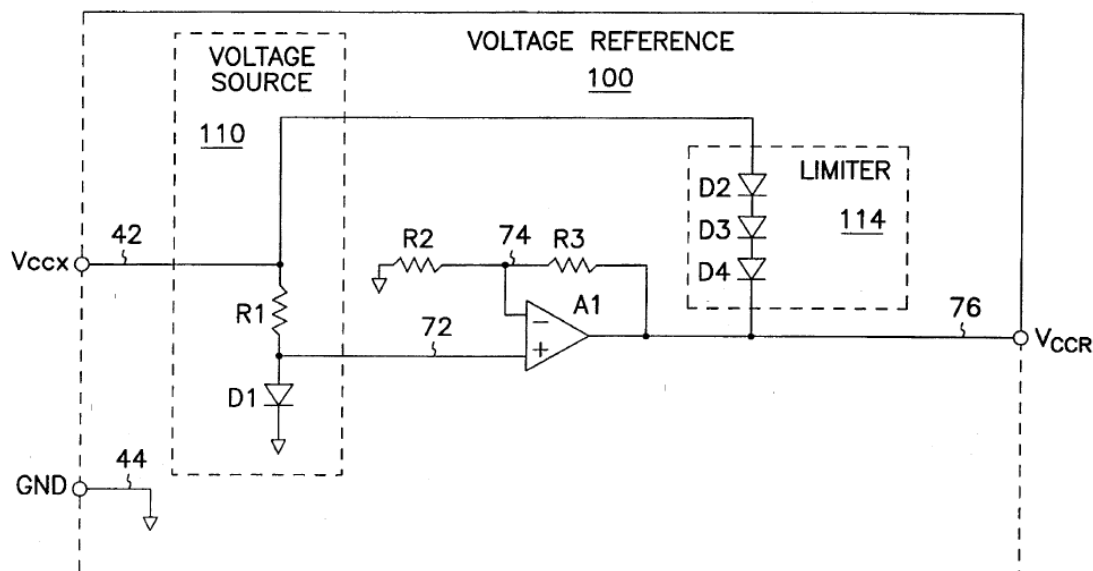 VOLTAGE REFERENCE
100
VOLTAGE
SOURCE
110
LIMITER
114
D2
D3
D4
VCCX
42
R1
R2
74
R3
A1
72
−
+
D1
76
VCCR
GND
44